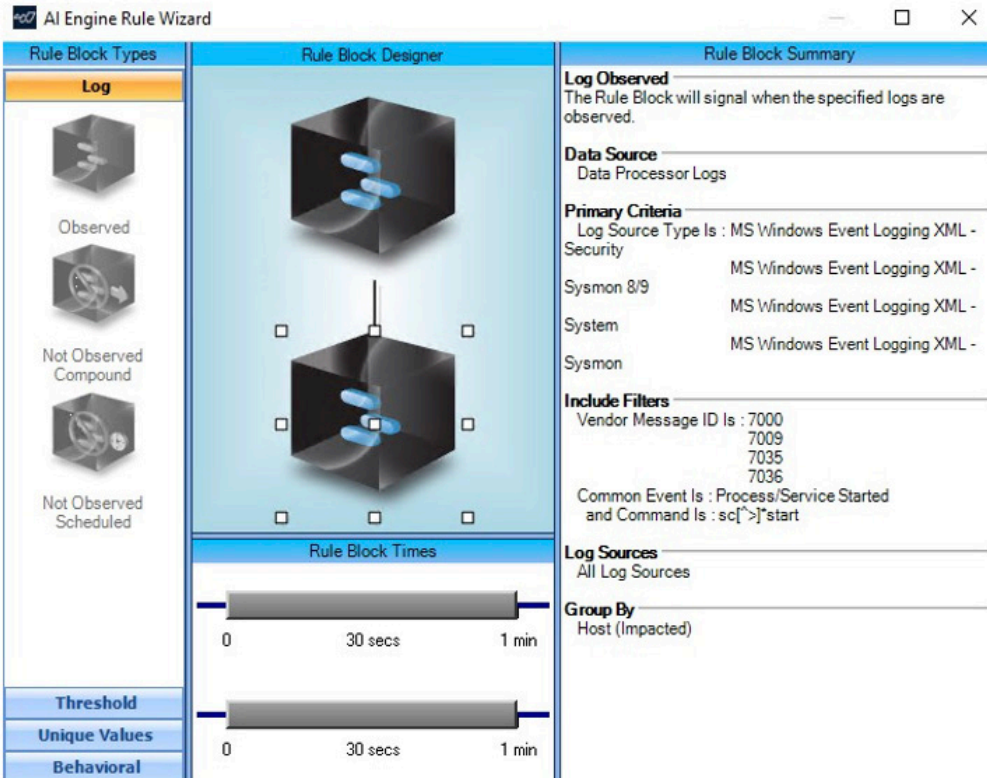 AI Engine Rule Wizard
Rule Block Types
Log
Observed
Not Observed
Compound
Not Observed
Scheduled
Threshold
Unique Values
Behavioral
Rule Block Designer
Rule Block Times
0 30 secs 1 min
0 30 secs 1 min
Rule Block Summary
Log Observed
The Rule Block will signal when the specified logs are
observed.
Data Source
Data Processor Logs
Primary Criteria
Log Source Type Is : MS Windows Event Logging XML -
Security
MS Windows Event Logging XML -
Sysmon 8/9
MS Windows Event Logging XML -
System
MS Windows Event Logging XML -
Sysmon
Include Filters
Vendor Message ID Is : 7000
7009
7035
7036
Common Event Is : Process/Service Started
and Command Is : sc[^>]*start
Log Sources
All Log Sources
Group By
Host (Impacted)